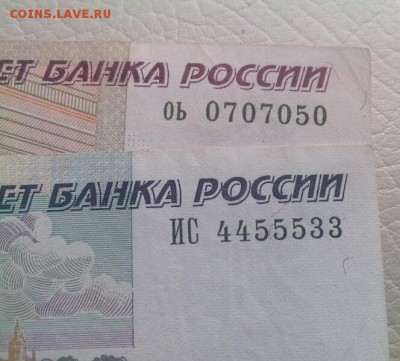 COINS.LAVE.RU
ЕТ БАНКА РОССИИ
ОЬ 0707050
ЕТ БАНКА РОССИИ
ИС 4455533